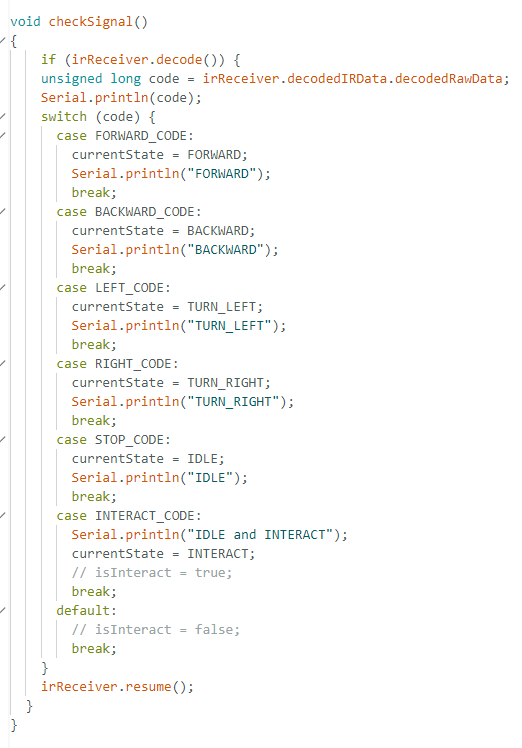 void checkSignal()
{
    if (irReceiver.decode()) {
    unsigned long code = irReceiver.decodedIRData.decodedRawData;
    Serial.println(code);
    switch (code) {
      case FORWARD_CODE:
        currentState = FORWARD;
        Serial.println("FORWARD");
        break;
      case BACKWARD_CODE:
        currentState = BACKWARD;
        Serial.println("BACKWARD");
        break;
      case LEFT_CODE:
        currentState = TURN_LEFT;
        Serial.println("TURN_LEFT");
        break;
      case RIGHT_CODE:
        currentState = TURN_RIGHT;
        Serial.println("TURN_RIGHT");
        break;
      case STOP_CODE:
        currentState = IDLE;
        Serial.println("IDLE");
        break;
      case INTERACT_CODE:
        Serial.println("IDLE and INTERACT");
        currentState = INTERACT;
        // isInteract = true;
        break;
      default:
        // isInteract = false;
        break;
    }
    irReceiver.resume();
  }
}